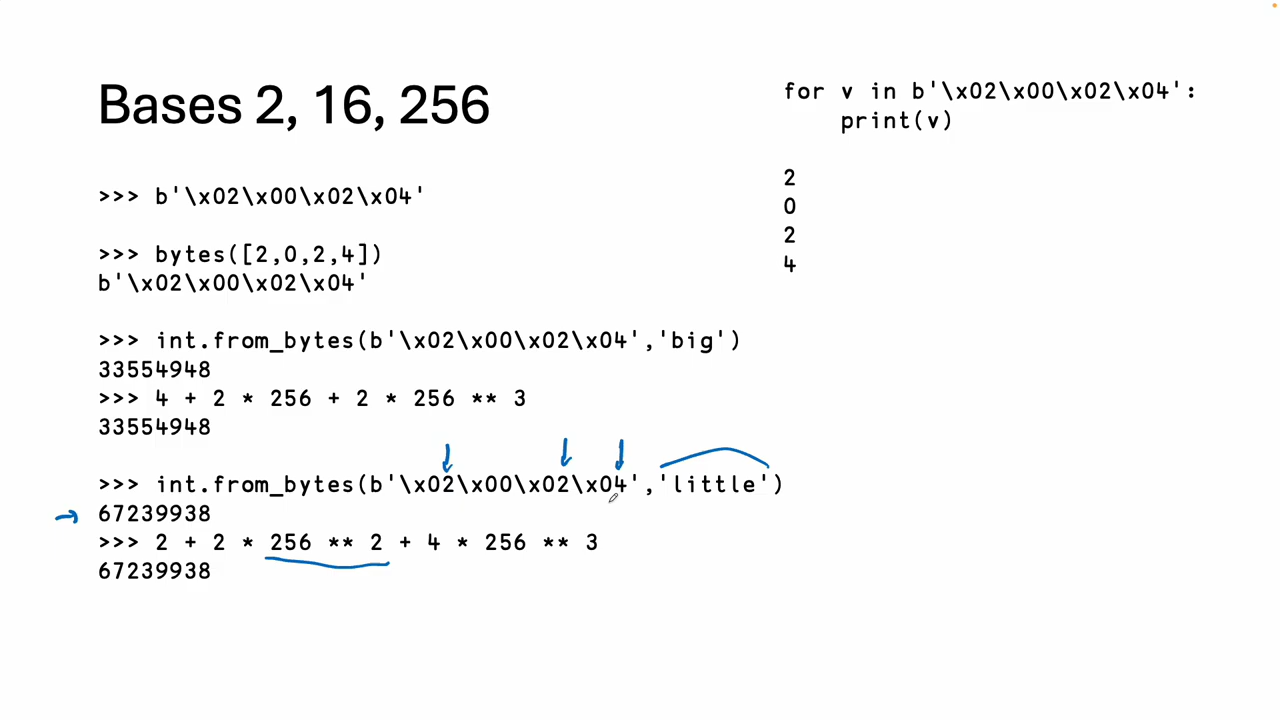 Bases 2, 16, 256
>>> b'\x02\x00\x02\x04'
>>> bytes([2,0,2,4])
b'\x02\x00\x02\x04'
>>> int.from_bytes(b'\x02\x00\x02\x04','big')
33554948
>>> 4 + 2 * 256 + 2 * 256 ** 3
33554948
>>> int.from_bytes(b'\x02\x00\x02\x04','little')
67239938
>>> 2 + 2 * 256 ** 2 + 4 * 256 ** 3
67239938
for v in b'\x02\x00\x02\x04':
    print(v)
2
0
2
4